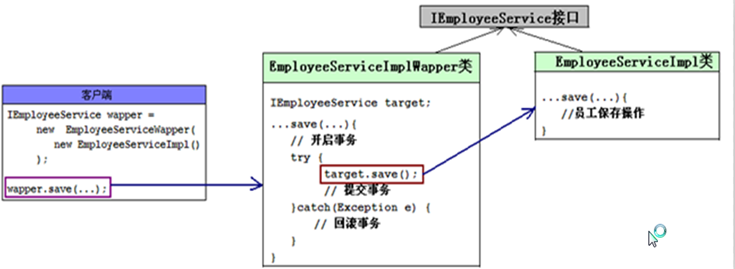 IEmployeeService接口
EmployeeServiceImplWapper类
IEmployeeService target;
...save(...){
// 开启事务
try {
target.save();
// 提交事务
}catch(Exception e) {
// 回滚事务
}
}
EmployeeServiceImpl类
...save(...){
//员工保存操作
}
客户端
IEmployeeService wapper =
new EmployeeServiceWapper(
new EmployeeServiceImpl()
);
wapper.save(...);